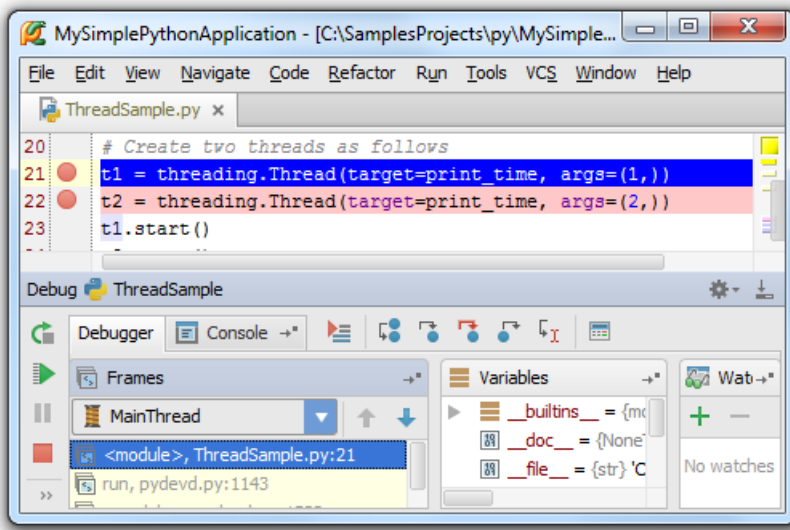 MySimplePythonApplication - [C:\SamplesProjects\py\MySimple...
File Edit View Navigate Code Refactor Run Tools VCS Window Help
ThreadSample.py
20 # Create two threads as follows
21 t1 = threading.Thread(target=print_time, args=(1,))
22 t2 = threading.Thread(target=print_time, args=(2,))
23 t1.start()
Debug ThreadSample
Debugger Console
Frames
Variables
MainThread
__builtins__ = {mo
<module>, ThreadSample.py:21
__doc__ = {None
run, pydevd.py:1143
__file__ = {str} 'C
No watches